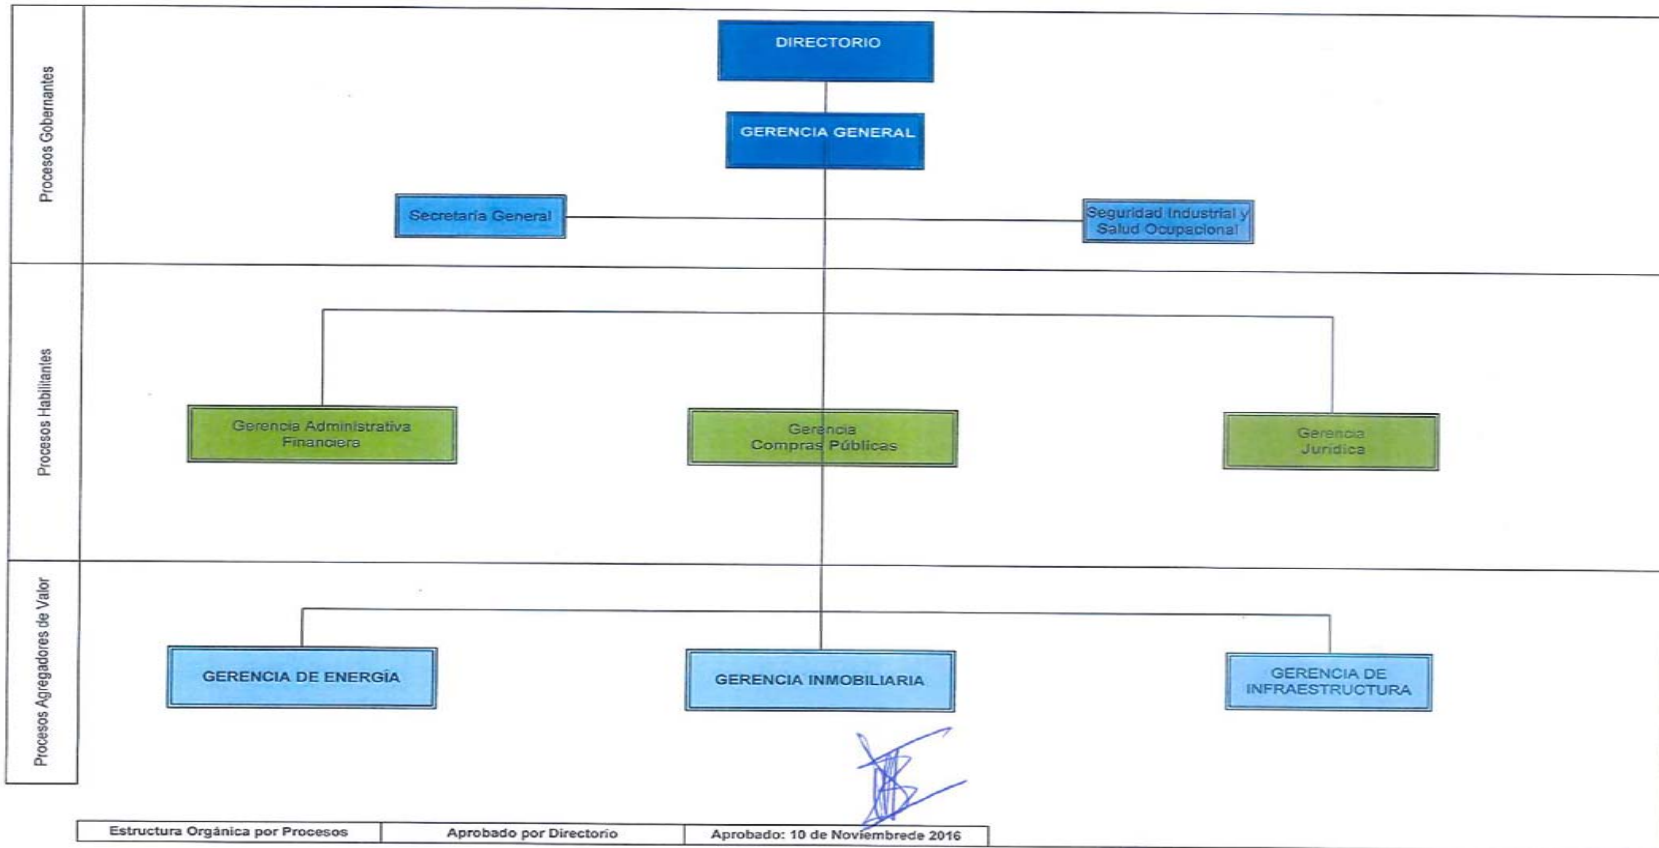 Procesos Gobernantes
DIRECTORIO
GERENCIA GENERAL
Secretaría General
Seguridad Industrial y
Salud Ocupacional
Procesos Habilitantes
Gerencia Administrativa
Financiera
Gerencia
Compras Públicas
Gerencia
Jurídica
Procesos Agregadores de Valor
GERENCIA DE ENERGÍA
GERENCIA INMOBILIARIA
GERENCIA DE
INFRAESTRUCTURA
Estructura Orgánica por Procesos
Aprobado por Directorio
Aprobado: 10 de Noviembrede 2016